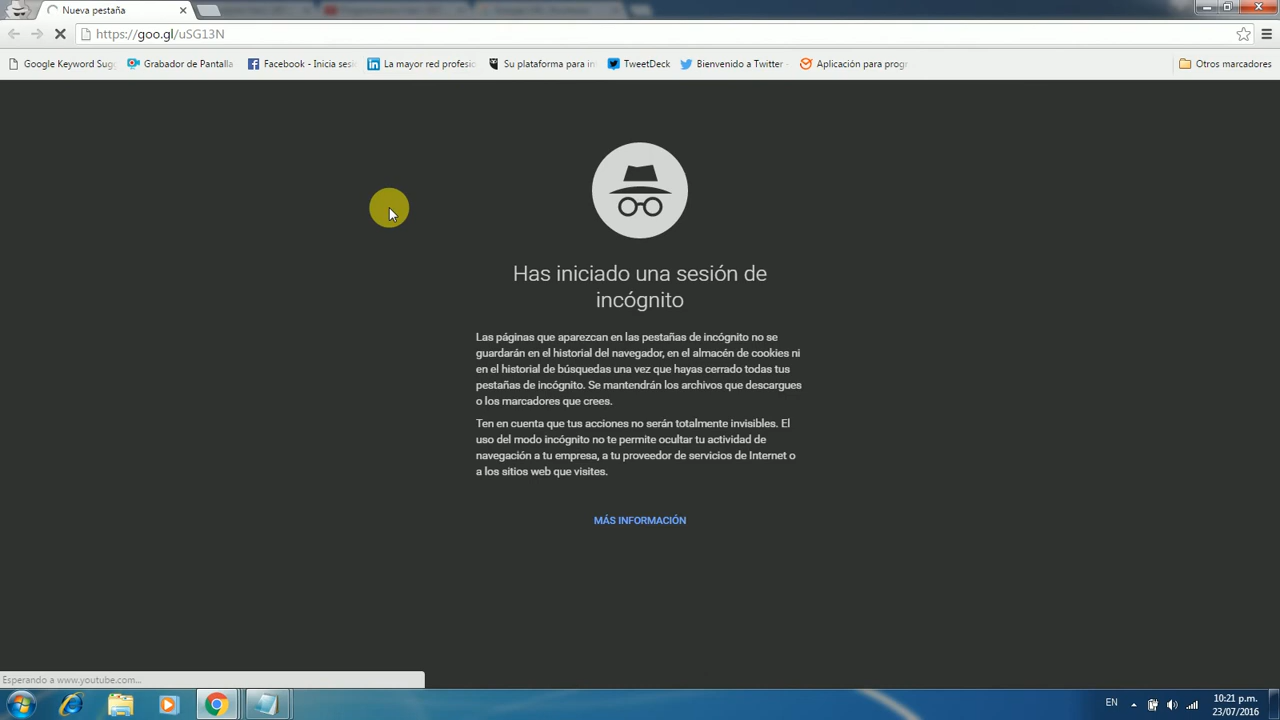 Nueva pestaña
https://goo.gl/uSG13N
Google Keyword Sug
Grabador de Pantalla
Facebook - Inicia sesi
La mayor red profesio
Su plataforma para in
TweetDeck
Bienvenido a Twitter -
Aplicación para progr
Otros marcadores
Has iniciado una sesión de
incógnito
Las páginas que aparezcan en las pestañas de incógnito no se
guardarán en el historial del navegador, en el almacén de cookies ni
en el historial de búsquedas una vez que hayas cerrado todas tus
pestañas de incógnito. Se mantendrán los archivos que descargues
o los marcadores que crees.
Ten en cuenta que tus acciones no serán totalmente invisibles. El
uso del modo incógnito no te permite ocultar tu actividad de
navegación a tu empresa, a tu proveedor de servicios de Internet o
a los sitios web que visites.
MÁS INFORMACIÓN
Esperando a www.youtube.com...
EN
10:21 p.m.
23/07/2016